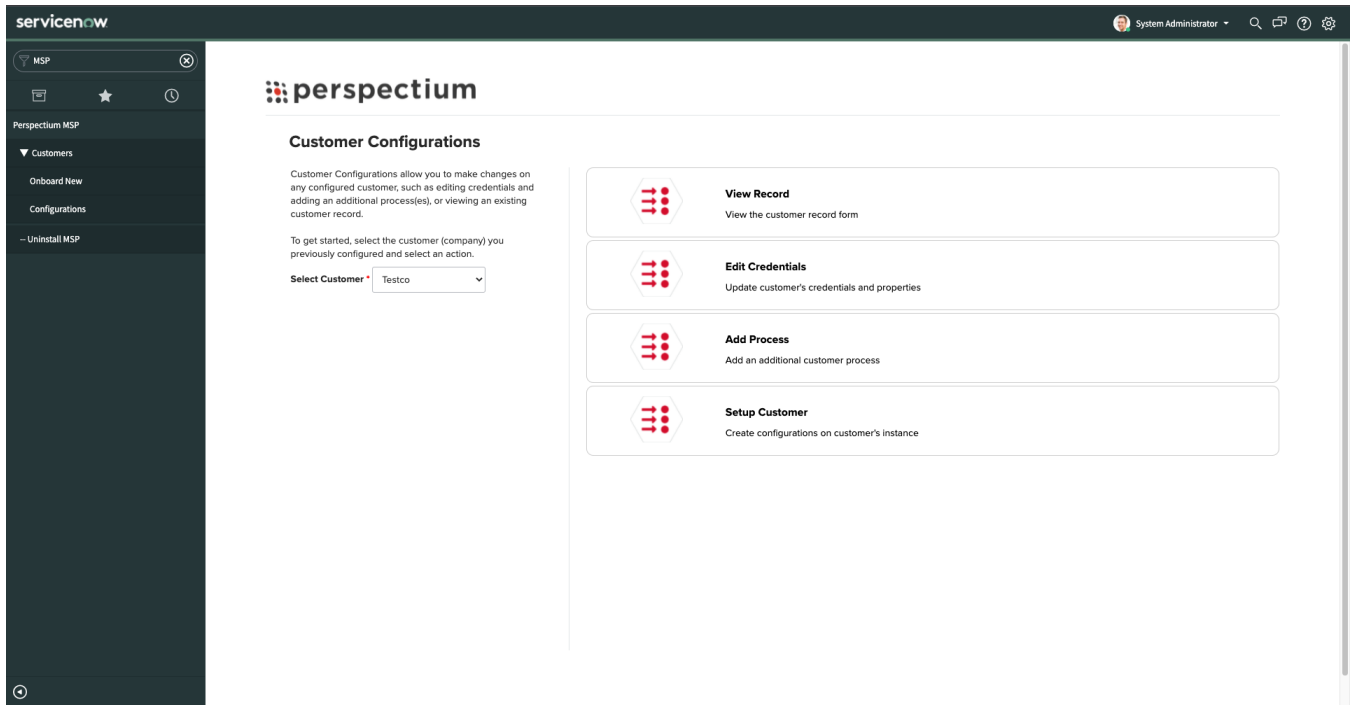 servicenow
System Administrator
MSP
Perspectium MSP
Customers
Onboard New
Configurations
– Uninstall MSP
perspectium
Customer Configurations
Customer Configurations allow you to make changes on
any configured customer, such as editing credentials and
adding an additional process(es), or viewing an existing
customer record.
To get started, select the customer (company) you
previously configured and select an action.
Select Customer * Testco
View Record
View the customer record form
Edit Credentials
Update customer's credentials and properties
Add Process
Add an additional customer process
Setup Customer
Create configurations on customer's instance